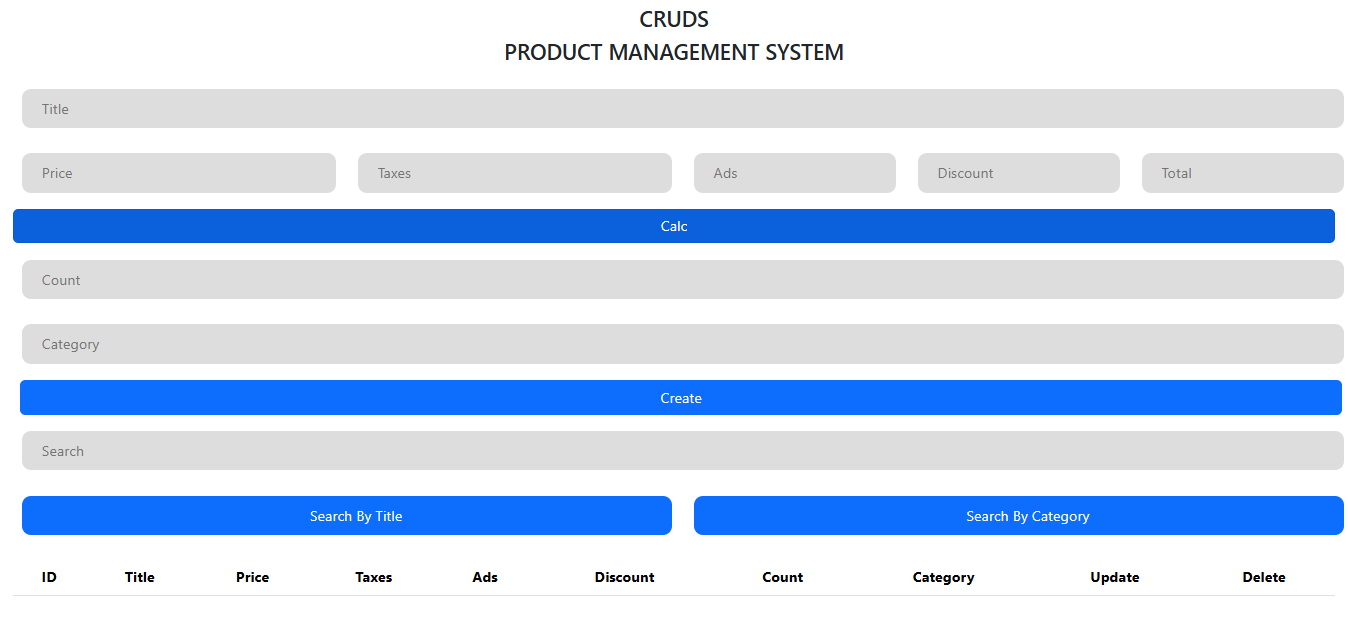 CRUDS
PRODUCT MANAGEMENT SYSTEM
Title
Price Taxes Ads Discount Total
Calc
Count
Category
Create
Search
Search By Title Search By Category
ID Title Price Taxes Ads Discount Count Category Update Delete